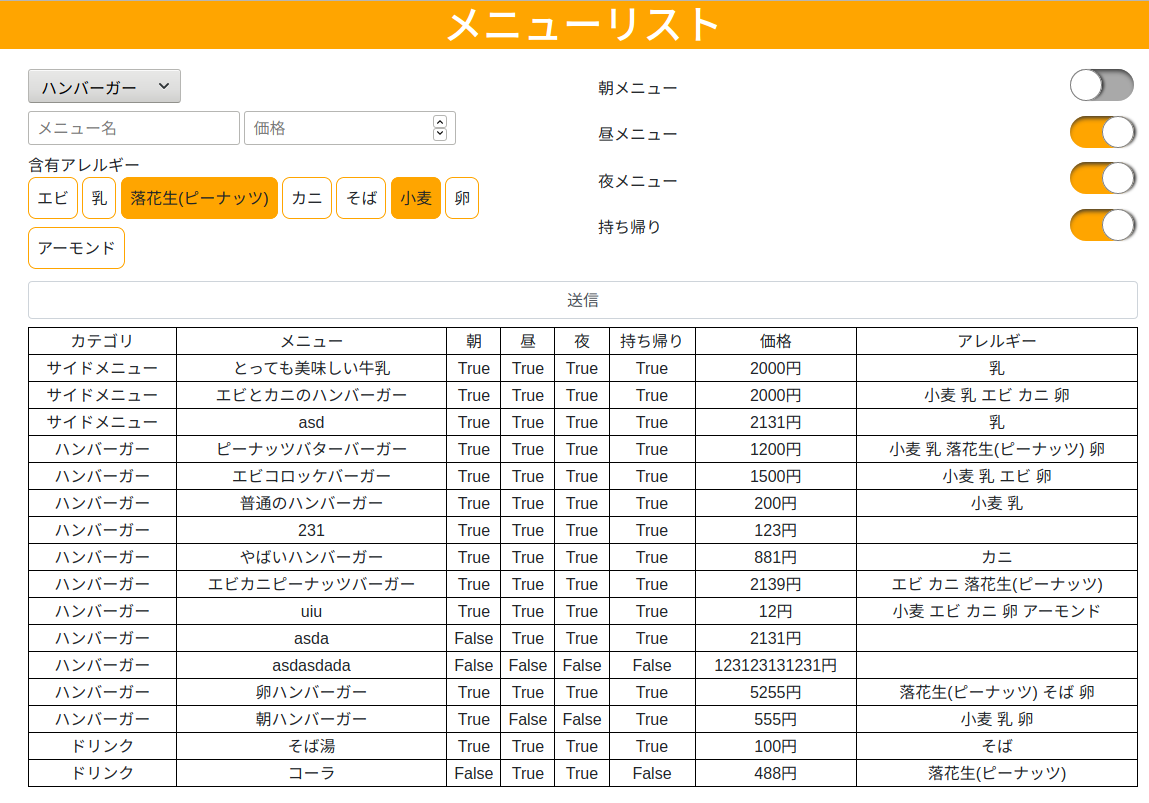 メニューリスト
ハンバーガー
メニュー名 価格
含有アレルギー
エビ 乳 落花生(ピーナッツ) カニ そば 小麦 卵
アーモンド
朝メニュー
昼メニュー
夜メニュー
持ち帰り
送信
カテゴリ メニュー 朝 昼 夜 持ち帰り 価格 アレルギー
サイドメニュー とっても美味しい牛乳 True True True True 2000円 乳
サイドメニュー エビとカニのハンバーガー True True True True 2000円 小麦 乳 エビ カニ 卵
サイドメニュー asd True True True True 2131円 乳
ハンバーガー ピーナッツバターバーガー True True True True 1200円 小麦 乳 落花生(ピーナッツ) 卵
ハンバーガー エビコロッケバーガー True True True True 1500円 小麦 乳 エビ 卵
ハンバーガー 普通のハンバーガー True True True True 200円 小麦 乳
ハンバーガー 231 True True True True 123円
ハンバーガー やばいハンバーガー True True True True 881円 カニ
ハンバーガー エビカニピーナッツバーガー True True True True 2139円 エビ カニ 落花生(ピーナッツ)
ハンバーガー uiu True True True True 12円 小麦 エビ カニ 卵 アーモンド
ハンバーガー asda False True True True 2131円
ハンバーガー asdasdada False False False False 123123131231円
ハンバーガー 卵ハンバーガー True True True True 5255円 落花生(ピーナッツ) そば 卵
ハンバーガー 朝ハンバーガー True False False True 555円 小麦 乳 卵
ドリンク そば湯 True True True True 100円 そば
ドリンク コーラ False True True False 488円 落花生(ピーナッツ)